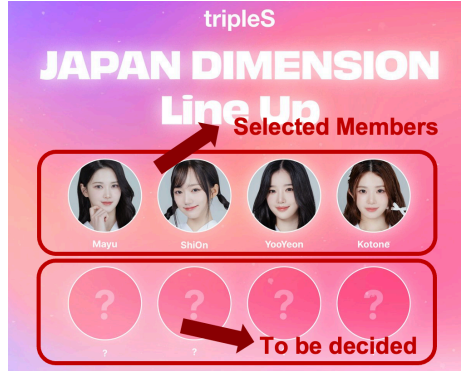 tripleS
JAPAN DIMENSION
Line Up
Selected Members
Mayu ShiOn YooYeon Kotone
? ? ? ?
? ?
To be decided